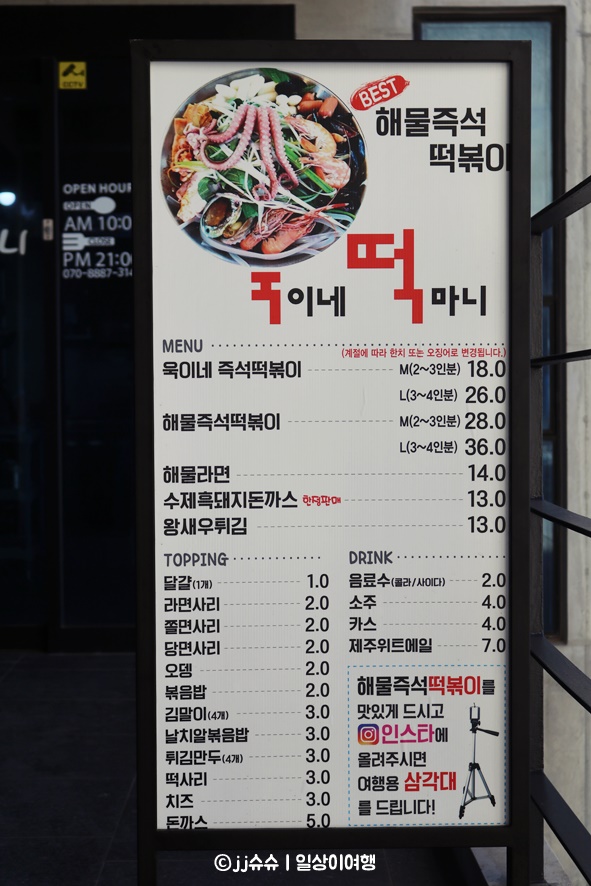 CCTV
OPEN HOUR
OPEN
AM 10:0
CLOSE
PM 21:00
070-8887-314
BEST
해물즉석
떡볶이
욱이네 떡마니
MENU
(계절에 따라 한치 또는 오징어로 변경됩니다.)
욱이네 즉석떡볶이 M(2~3인분) 18.0
L(3~4인분) 26.0
해물즉석떡볶이 M(2~3인분) 28.0
L(3~4인분) 36.0
해물라면 14.0
수제흑돼지돈까스 한정판매 13.0
왕새우튀김 13.0
TOPPING
달걀(1개) 1.0
라면사리 2.0
쫄면사리 2.0
당면사리 2.0
오뎅 2.0
볶음밥 2.0
김말이(4개) 3.0
날치알볶음밥 3.0
튀김만두(4개) 3.0
떡사리 3.0
치즈 3.0
돈까스 5.0
DRINK
음료수(콜라/사이다) 2.0
소주 4.0
카스 4.0
제주위트에일 7.0
해물즉석떡볶이를
맛있게 드시고
인스타에
올려주시면
여행용 삼각대
를 드립니다!
©jj슈슈 | 일상이여행